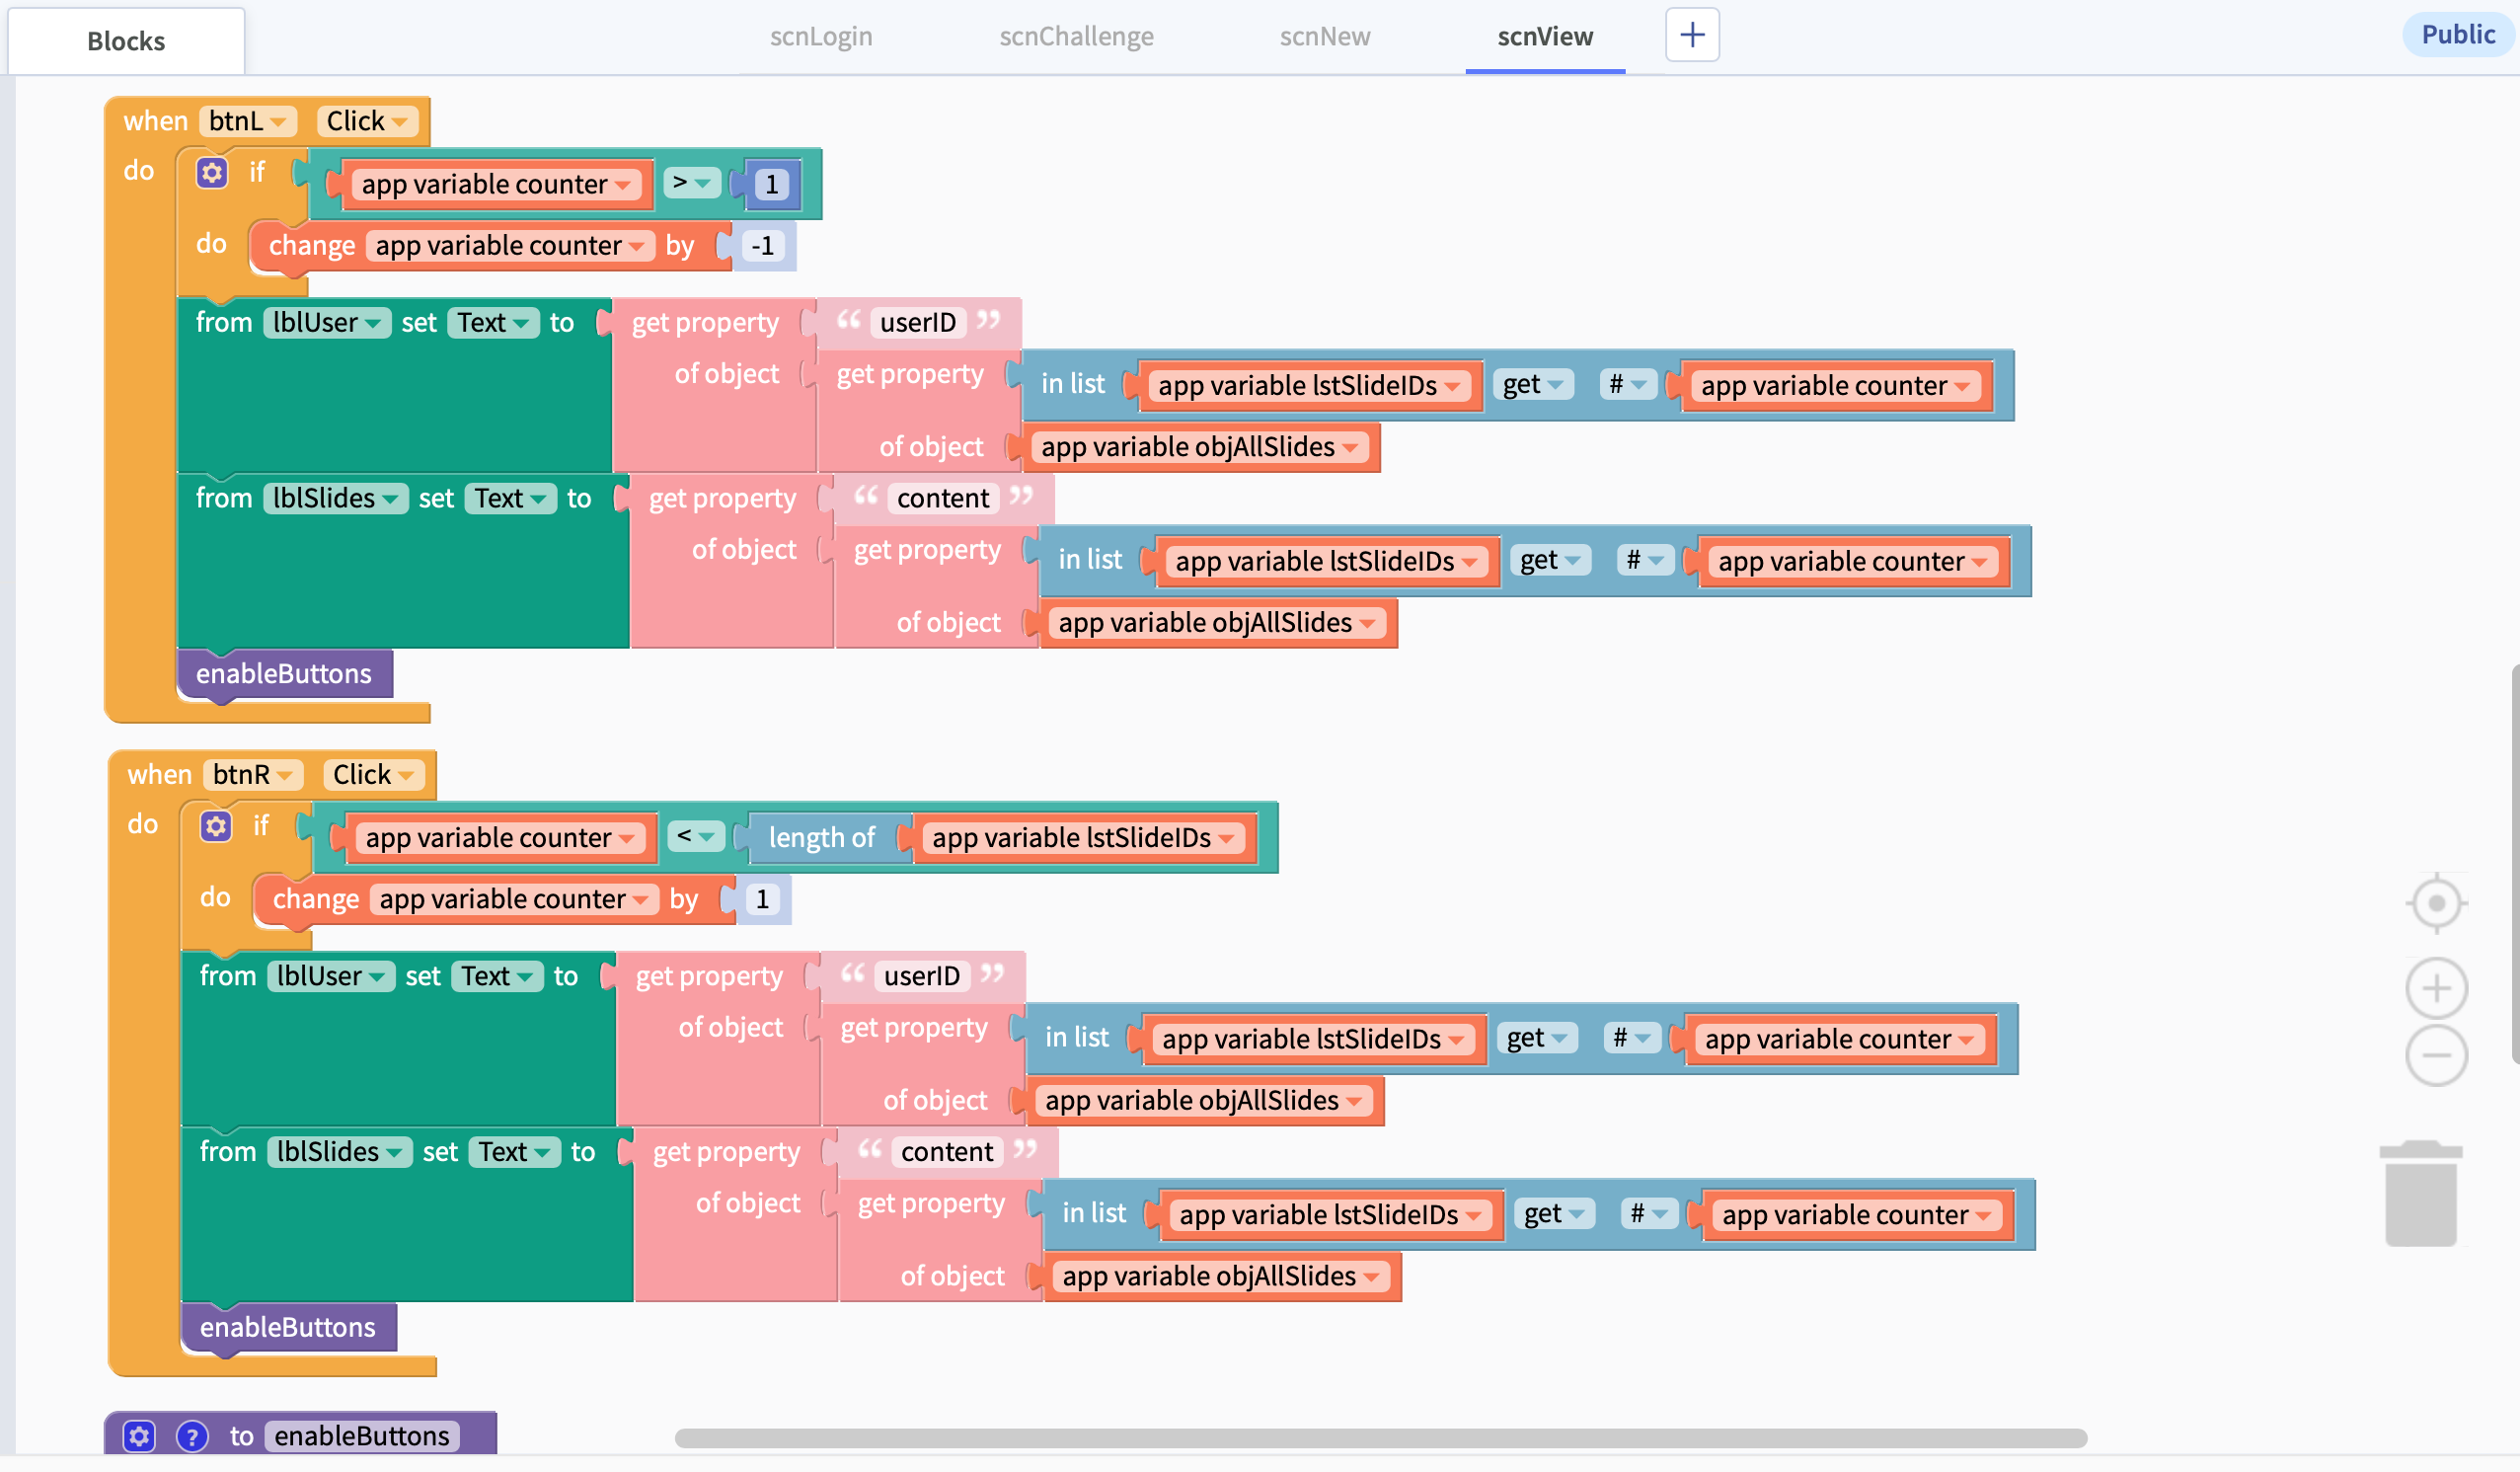 Blocks scnLogin scnChallenge scnNew scnView + Public
when btnL Click
do if app variable counter > 1
do change app variable counter by -1
from lblUser set Text to get property “ userID ”
of object get property in list app variable lstSlideIDs get # app variable counter
of object app variable objAllSlides
from lblSlides set Text to get property “ content ”
of object get property in list app variable lstSlideIDs get # app variable counter
of object app variable objAllSlides
enableButtons
when btnR Click
do if app variable counter < length of app variable lstSlideIDs
do change app variable counter by 1
from lblUser set Text to get property “ userID ”
of object get property in list app variable lstSlideIDs get # app variable counter
of object app variable objAllSlides
from lblSlides set Text to get property “ content ”
of object get property in list app variable lstSlideIDs get # app variable counter
of object app variable objAllSlides
enableButtons
? to enableButtons